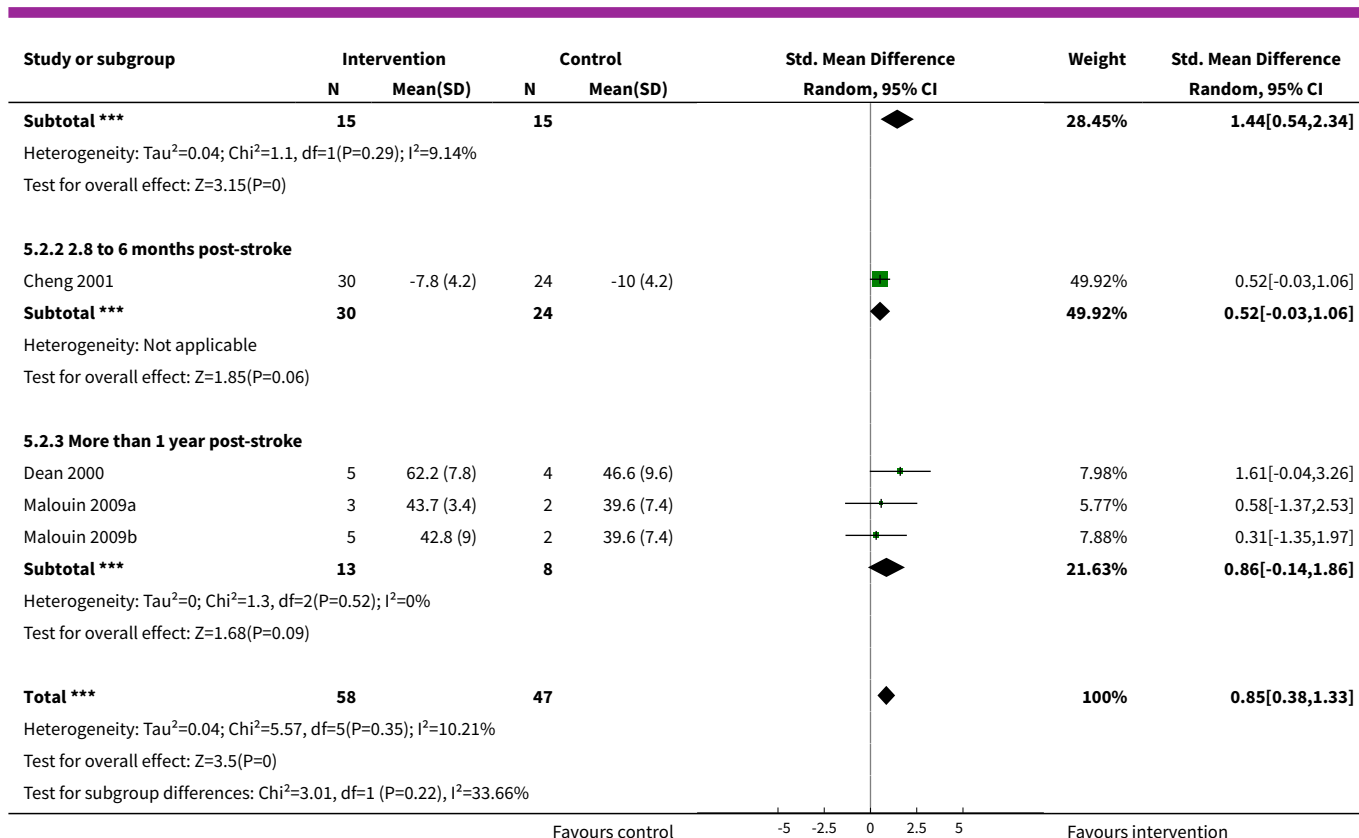 Study or subgroup Intervention Control Std. Mean Difference Weight Std. Mean Difference
N Mean(SD) N Mean(SD) Random, 95% CI Random, 95% CI
Subtotal *** 15 15 28.45% 1.44[0.54,2.34]
Heterogeneity: Tau²=0.04; Chi²=1.1, df=1(P=0.29); I²=9.14%
Test for overall effect: Z=3.15(P=0)
5.2.2 2.8 to 6 months post-stroke
Cheng 2001 30 -7.8 (4.2) 24 -10 (4.2) 49.92% 0.52[-0.03,1.06]
Subtotal *** 30 24 49.92% 0.52[-0.03,1.06]
Heterogeneity: Not applicable
Test for overall effect: Z=1.85(P=0.06)
5.2.3 More than 1 year post-stroke
Dean 2000 5 62.2 (7.8) 4 46.6 (9.6) 7.98% 1.61[-0.04,3.26]
Malouin 2009a 3 43.7 (3.4) 2 39.6 (7.4) 5.77% 0.58[-1.37,2.53]
Malouin 2009b 5 42.8 (9) 2 39.6 (7.4) 7.88% 0.31[-1.35,1.97]
Subtotal *** 13 8 21.63% 0.86[-0.14,1.86]
Heterogeneity: Tau²=0; Chi²=1.3, df=2(P=0.52); I²=0%
Test for overall effect: Z=1.68(P=0.09)
Total *** 58 47 100% 0.85[0.38,1.33]
Heterogeneity: Tau²=0.04; Chi²=5.57, df=5(P=0.35); I²=10.21%
Test for overall effect: Z=3.5(P=0)
Test for subgroup differences: Chi²=3.01, df=1 (P=0.22), I²=33.66%
Favours control -5 -2.5 0 2.5 5 Favours intervention